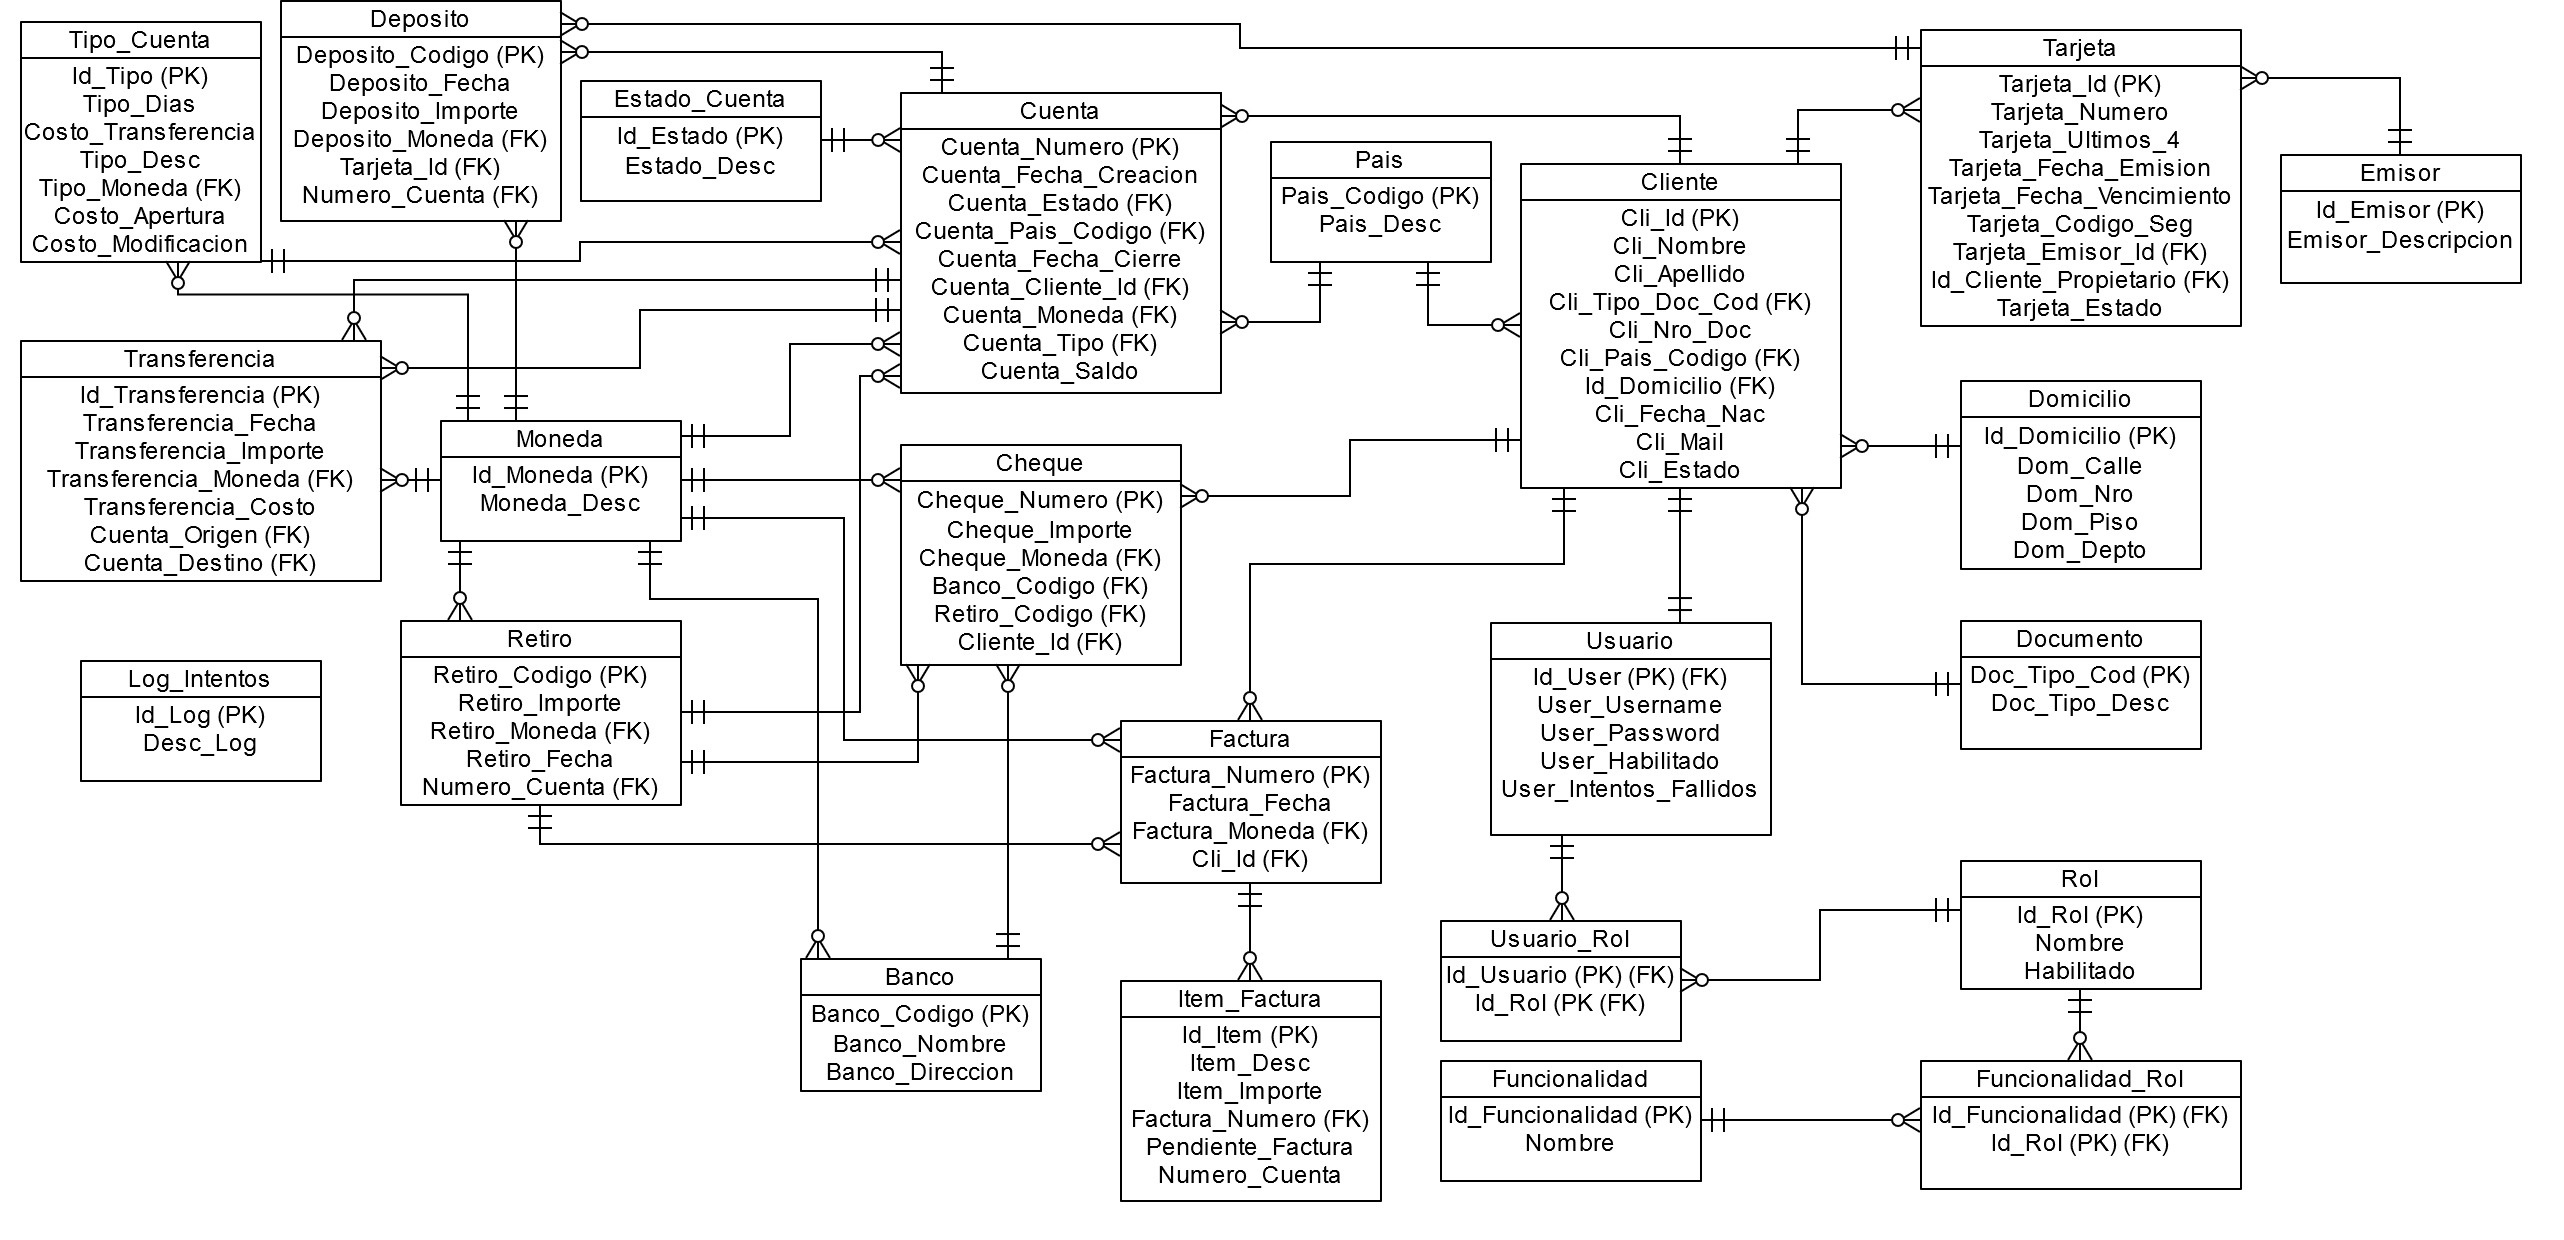 Tipo_Cuenta
Id_Tipo (PK)
Tipo_Dias
Costo_Transferencia
Tipo_Desc
Tipo_Moneda (FK)
Costo_Apertura
Costo_Modificacion
Deposito
Deposito_Codigo (PK)
Deposito_Fecha
Deposito_Importe
Deposito_Moneda (FK)
Tarjeta_Id (FK)
Numero_Cuenta (FK)
Estado_Cuenta
Id_Estado (PK)
Estado_Desc
Cuenta
Cuenta_Numero (PK)
Cuenta_Fecha_Creacion
Cuenta_Estado (FK)
Cuenta_Pais_Codigo (FK)
Cuenta_Fecha_Cierre
Cuenta_Cliente_Id (FK)
Cuenta_Moneda (FK)
Cuenta_Tipo (FK)
Cuenta_Saldo
Pais
Pais_Codigo (PK)
Pais_Desc
Cliente
Cli_Id (PK)
Cli_Nombre
Cli_Apellido
Cli_Tipo_Doc_Cod (FK)
Cli_Nro_Doc
Cli_Pais_Codigo (FK)
Id_Domicilio (FK)
Cli_Fecha_Nac
Cli_Mail
Cli_Estado
Tarjeta
Tarjeta_Id (PK)
Tarjeta_Numero
Tarjeta_Ultimos_4
Tarjeta_Fecha_Emision
Tarjeta_Fecha_Vencimiento
Tarjeta_Codigo_Seg
Tarjeta_Emisor_Id (FK)
Id_Cliente_Propietario (FK)
Tarjeta_Estado
Emisor
Id_Emisor (PK)
Emisor_Descripcion
Transferencia
Id_Transferencia (PK)
Transferencia_Fecha
Transferencia_Importe
Transferencia_Moneda (FK)
Transferencia_Costo
Cuenta_Origen (FK)
Cuenta_Destino (FK)
Moneda
Id_Moneda (PK)
Moneda_Desc
Cheque
Cheque_Numero (PK)
Cheque_Importe
Cheque_Moneda (FK)
Banco_Codigo (FK)
Retiro_Codigo (FK)
Cliente_Id (FK)
Domicilio
Id_Domicilio (PK)
Dom_Calle
Dom_Nro
Dom_Piso
Dom_Depto
Log_Intentos
Id_Log (PK)
Desc_Log
Retiro
Retiro_Codigo (PK)
Retiro_Importe
Retiro_Moneda (FK)
Retiro_Fecha
Numero_Cuenta (FK)
Factura
Factura_Numero (PK)
Factura_Fecha
Factura_Moneda (FK)
Cli_Id (FK)
Usuario
Id_User (PK) (FK)
User_Username
User_Password
User_Habilitado
User_Intentos_Fallidos
Documento
Doc_Tipo_Cod (PK)
Doc_Tipo_Desc
Banco
Banco_Codigo (PK)
Banco_Nombre
Banco_Direccion
Item_Factura
Id_Item (PK)
Item_Desc
Item_Importe
Factura_Numero (FK)
Pendiente_Factura
Numero_Cuenta
Usuario_Rol
Id_Usuario (PK) (FK)
Id_Rol (PK (FK)
Rol
Id_Rol (PK)
Nombre
Habilitado
Funcionalidad
Id_Funcionalidad (PK)
Nombre
Funcionalidad_Rol
Id_Funcionalidad (PK) (FK)
Id_Rol (PK) (FK)